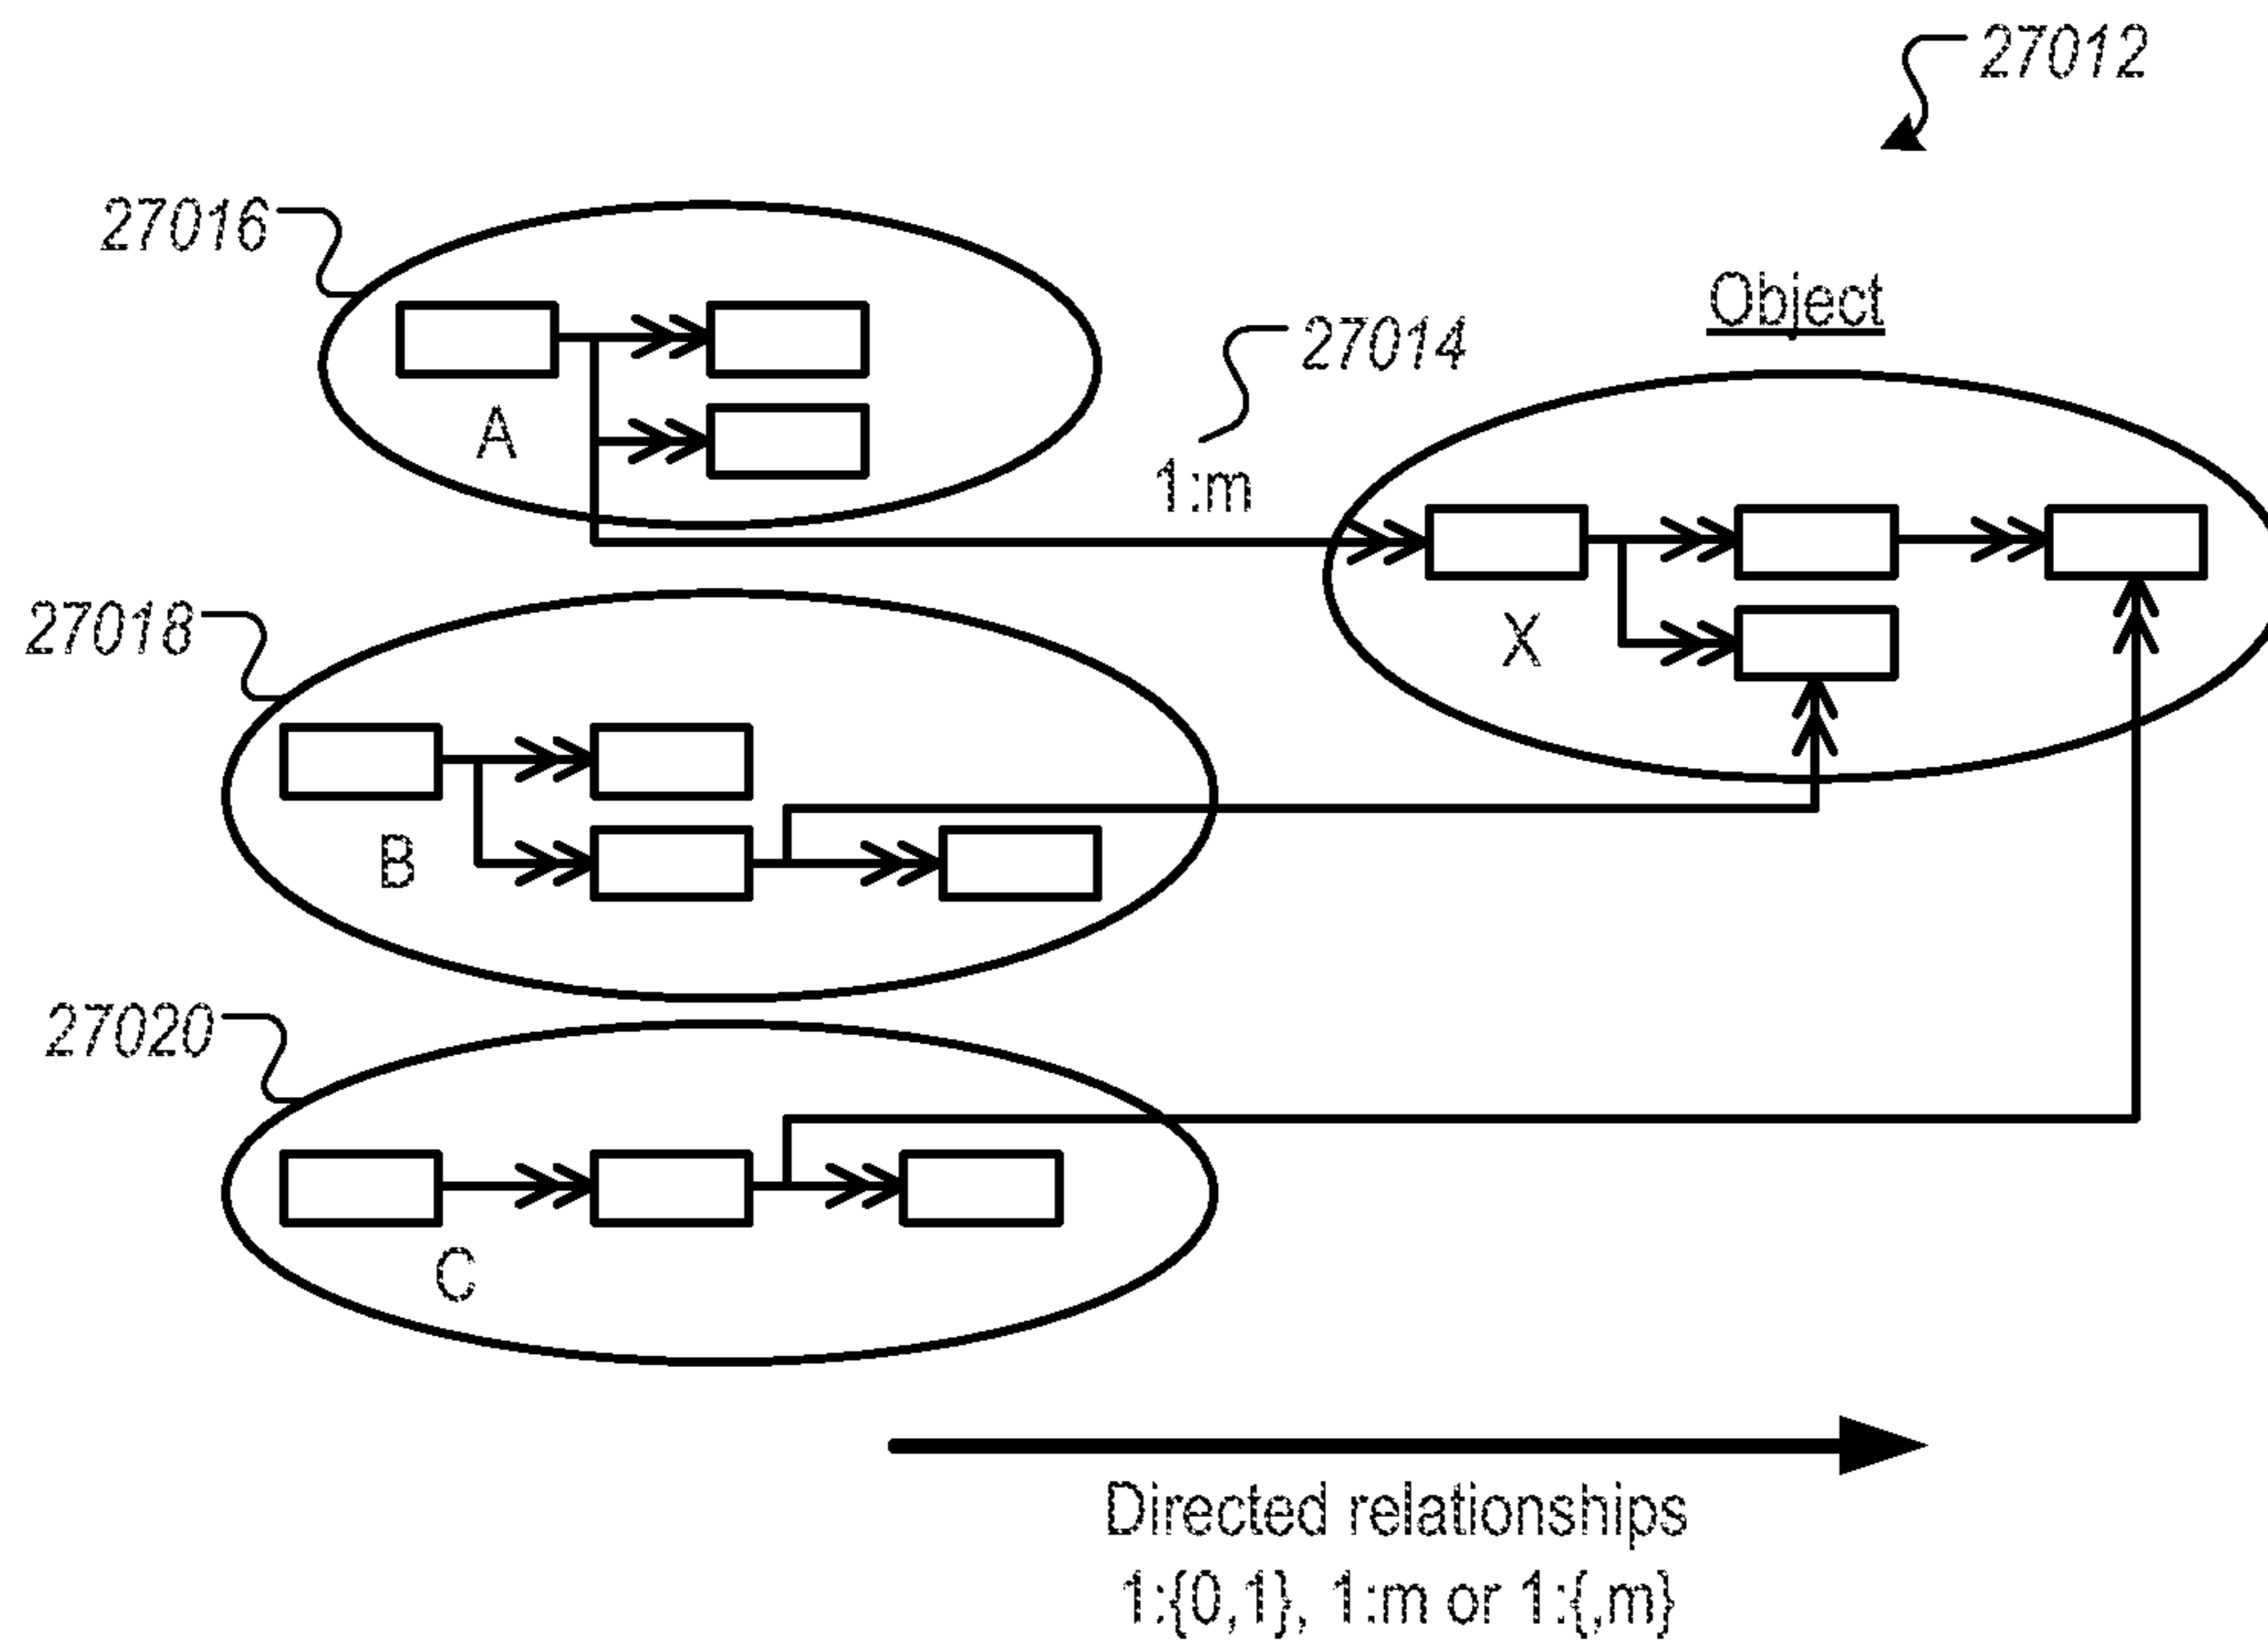 27012
27016
Object
27014
A
1:m
X
27018
B
27020
C
Directed relationships
1:{0,1}, 1:m or 1:{,m}